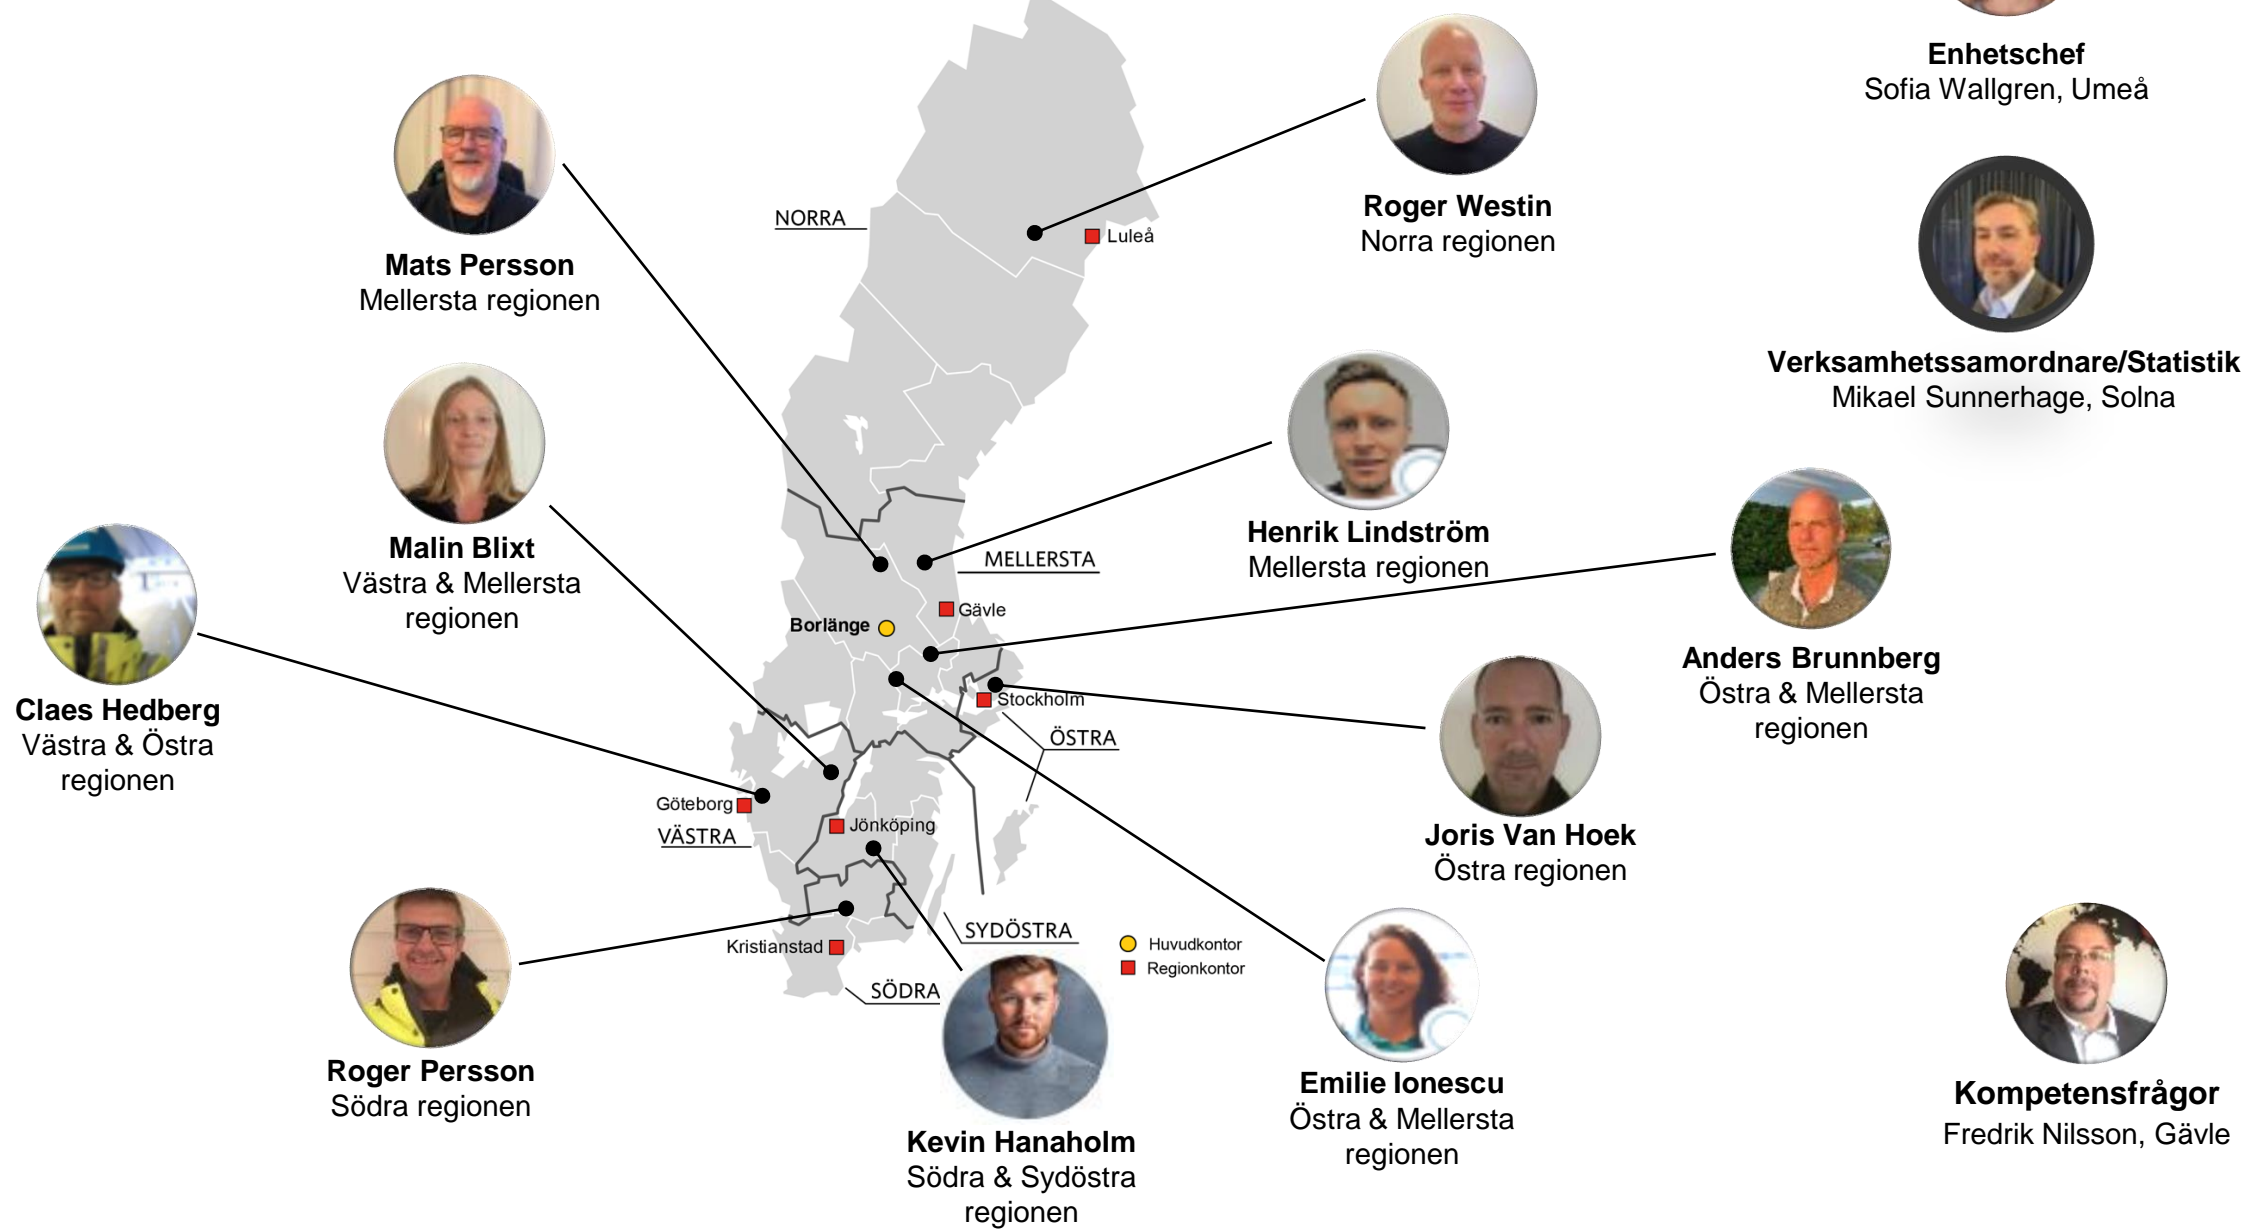 Enhetschef
Sofia Wallgren, Umeå
Verksamhetssamordnare/Statistik
Mikael Sunnerhage, Solna
Roger Westin
Norra regionen
Mats Persson
Mellersta regionen
NORRA
Luleå
Henrik Lindström
Mellersta regionen
Malin Blixt
Västra & Mellersta
regionen
MELLERSTA
Gävle
Borlänge
Anders Brunnberg
Östra & Mellersta
regionen
Claes Hedberg
Västra & Östra
regionen
Stockholm
ÖSTRA
Göteborg
VÄSTRA
Jönköping
Joris Van Hoek
Östra regionen
SYDÖSTRA
Kristianstad
SÖDRA
Huvudkontor
Regionkontor
Roger Persson
Södra regionen
Kevin Hanaholm
Södra & Sydöstra
regionen
Emilie Ionescu
Östra & Mellersta
regionen
Kompetensfrågor
Fredrik Nilsson, Gävle